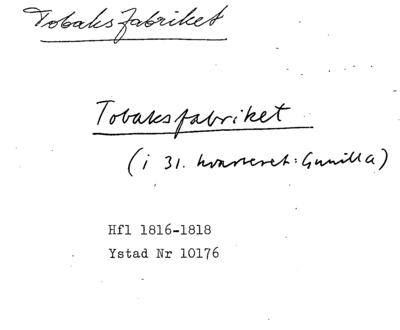 Tobaksfabriket
Tobaksfabriket
(i 31. kvarteret: Gunilla)
Hfl 1816-1818
Ystad Nr 10176